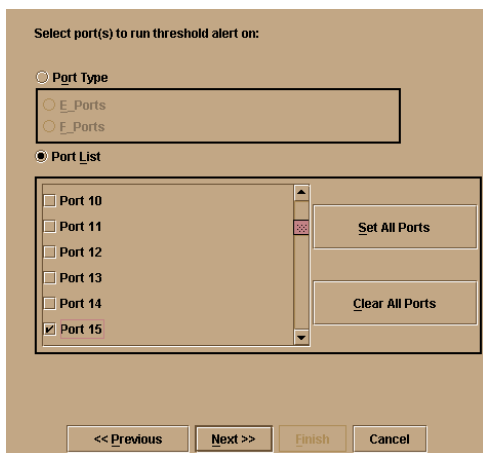 Select port(s) to run threshold alert on:
Port Type
E_Ports
F_Ports
Port List
Port 10
Port 11
Port 12
Port 13
Port 14
Port 15
Set All Ports
Clear All Ports
<< Previous
Next >>
Finish
Cancel